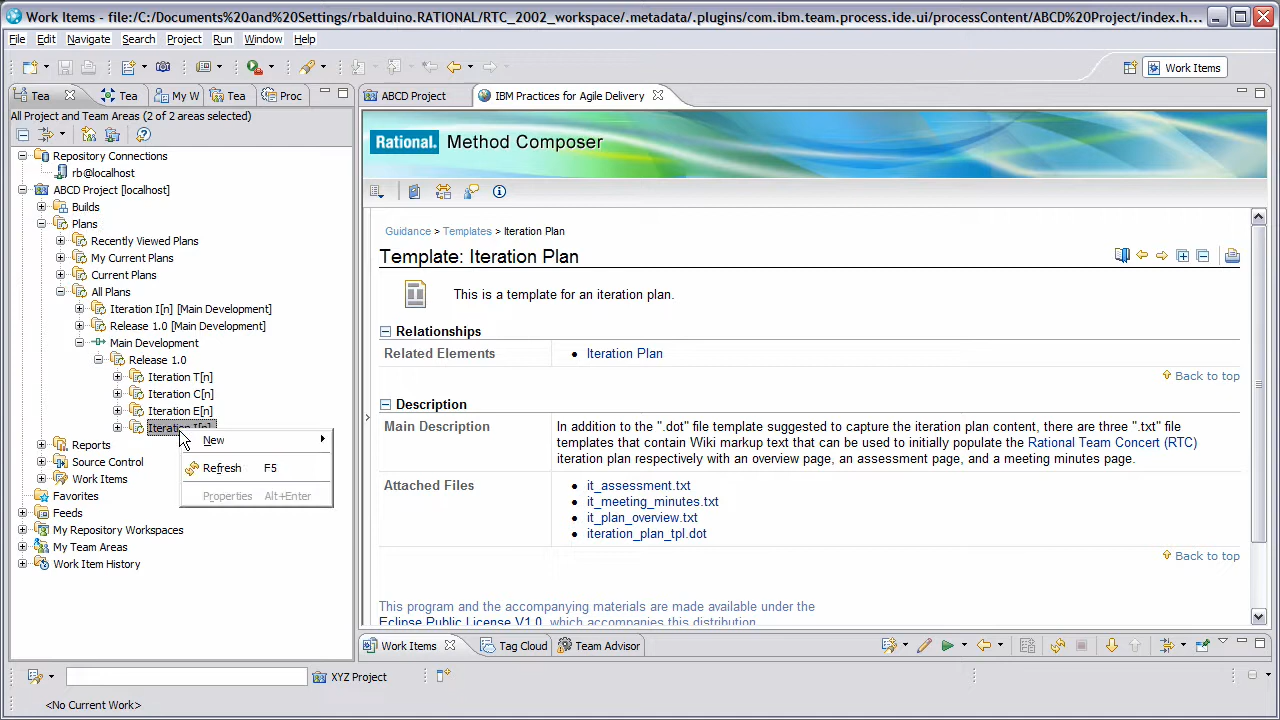 Work Items - file:/C:/Documents%20and%20Settings/rbalduino.RATIONAL/RTC_2002_workspace/.metadata/.plugins/com.ibm.team.process.ide.ui/processContent/ABCD%20Project/index.h...
File Edit Navigate Search Project Run Window Help
Work Items
Tea Tea My W Tea Proc
ABCD Project IBM Practices for Agile Delivery
All Project and Team Areas (2 of 2 areas selected)
Repository Connections
rb@localhost
ABCD Project [localhost]
Builds
Plans
Recently Viewed Plans
My Current Plans
Current Plans
All Plans
Iteration I[n] [Main Development]
Release 1.0 [Main Development]
Main Development
Release 1.0
Iteration T[n]
Iteration C[n]
Iteration E[n]
Iteration I[n]
Reports
Source Control
Work Items
Favorites
Feeds
My Repository Workspaces
My Team Areas
Work Item History
New
Refresh F5
Properties Alt+Enter
Rational. Method Composer
Guidance > Templates > Iteration Plan
Template: Iteration Plan
This is a template for an iteration plan.
Relationships
Related Elements
Iteration Plan
Back to top
Description
Main Description
In addition to the ".dot" file template suggested to capture the iteration plan content, there are three ".txt" file
templates that contain Wiki markup text that can be used to initially populate the Rational Team Concert (RTC)
iteration plan respectively with an overview page, an assessment page, and a meeting minutes page.
Attached Files
it_assessment.txt
it_meeting_minutes.txt
it_plan_overview.txt
iteration_plan_tpl.dot
Back to top
This program and the accompanying materials are made available under the
Eclipse Public License V1.0, which accompanies this distribution.
Work Items Tag Cloud Team Advisor
XYZ Project
<No Current Work>